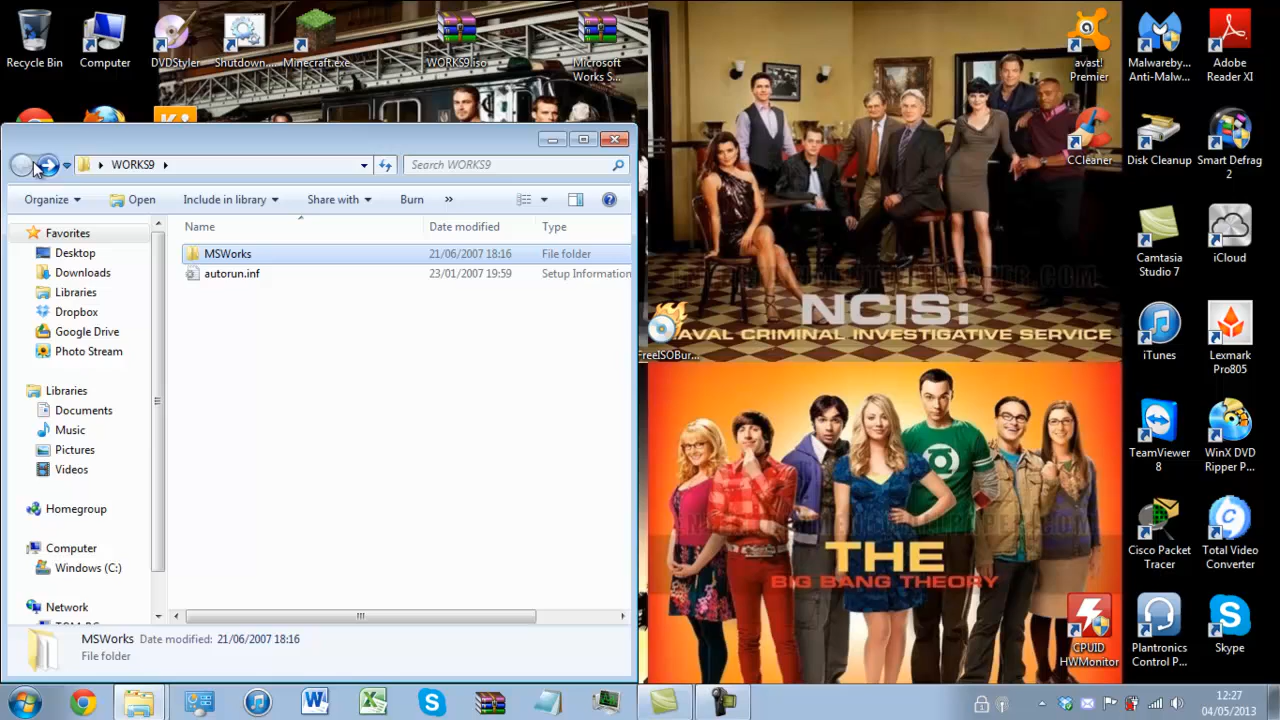 Recycle Bin
Computer
DVDStyler
Shutdown....
Minecraft.exe
WORKS9.iso
Microsoft
Works S...
avast!
Premier
Malwareby...
Anti-Malw...
Adobe
Reader XI
WORKS9
Search WORKS9
Organize
Open
Include in library
Share with
Burn
»
Name
Date modified
Type
MSWorks
21/06/2007 18:16
File folder
autorun.inf
23/01/2007 19:59
Setup Information
Favorites
Desktop
Downloads
Libraries
Dropbox
Google Drive
Photo Stream
Libraries
Documents
Music
Pictures
Videos
Homegroup
Computer
Windows (C:)
Network
MSWorks
Date modified: 21/06/2007 18:16
File folder
CCleaner
Disk Cleanup
Smart Defrag
2
Camtasia
Studio 7
iCloud
NCIS:
AVAL CRIMINAL INVESTIGATIVE SERVICE
FreeISOBur...
iTunes
Lexmark
Pro805
TeamViewer
8
WinX DVD
Ripper P...
THE
BIG BANG THEORY
Cisco Packet
Tracer
Total Video
Converter
CPUID
HWMonitor
Plantronics
Control P...
Skype
12:27
04/05/2013